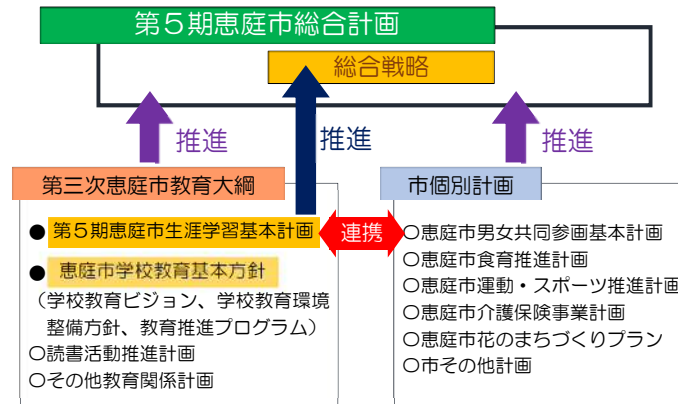 第5期恵庭市総合計画
総合戦略
推進
推進
推進
第三次恵庭市教育大綱
●第5期恵庭市生涯学習基本計画
●恵庭市学校教育基本方針
（学校教育ビジョン、学校教育環境
整備方針、教育推進プログラム）
〇読書活動推進計画
〇その他教育関係計画
連携
市個別計画
〇恵庭市男女共同参画基本計画
〇恵庭市食育推進計画
〇恵庭市運動・スポーツ推進計画
〇恵庭市介護保険事業計画
〇恵庭市花のまちづくりプラン
〇市その他計画